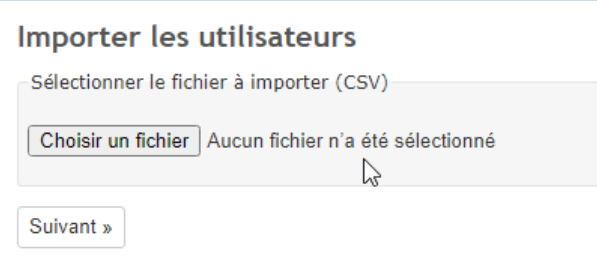 Importer les utilisateurs
Sélectionner le fichier à importer (CSV)
Choisir un fichier Aucun fichier n'a été sélectionné
Suivant »